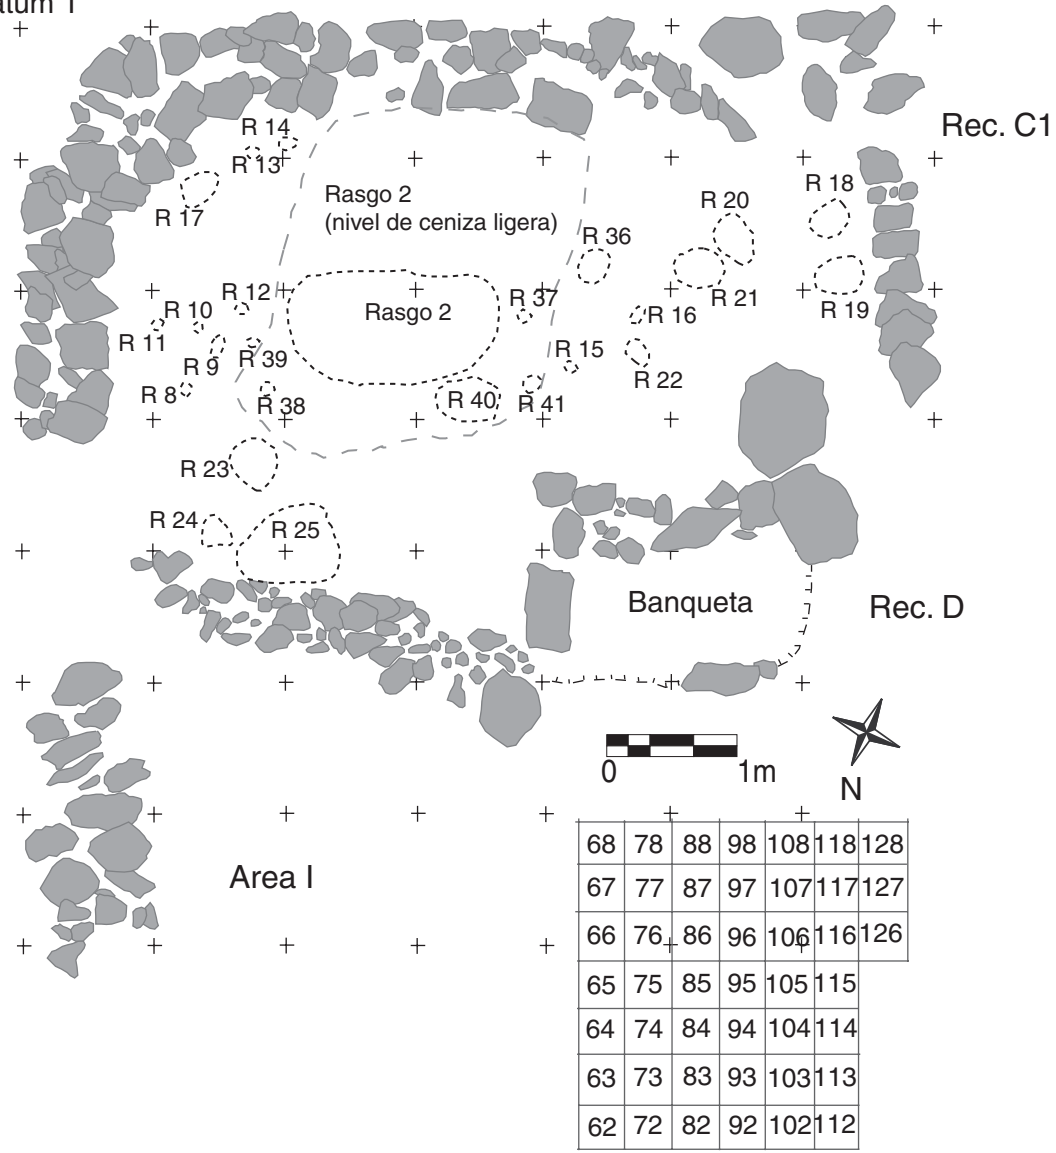 Rec. C1
R 14
R 13
R 17
Rasgo 2
(nivel de ceniza ligera)
R 18
R 20
R 36
R 12
R 10
R 11
R 37
R 21
R 19
Rasgo 2
R 16
R 9
R 39
R 15
R 22
R 8
R 38
R 40
R 41
R 23
R 24
R 25
Banqueta
Rec. D
0 1m
N
Area I
68 78 88 98 108 118 128
67 77 87 97 107 117 127
66 76 86 96 106 116 126
65 75 85 95 105 115
64 74 84 94 104 114
63 73 83 93 103 113
62 72 82 92 102 112